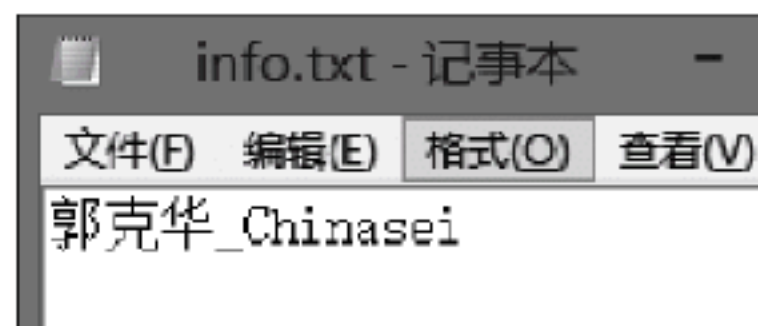 info.txt - 记事本
文件(F) 编辑(E) 格式(O) 查看(V)
郭克华_Chinasei